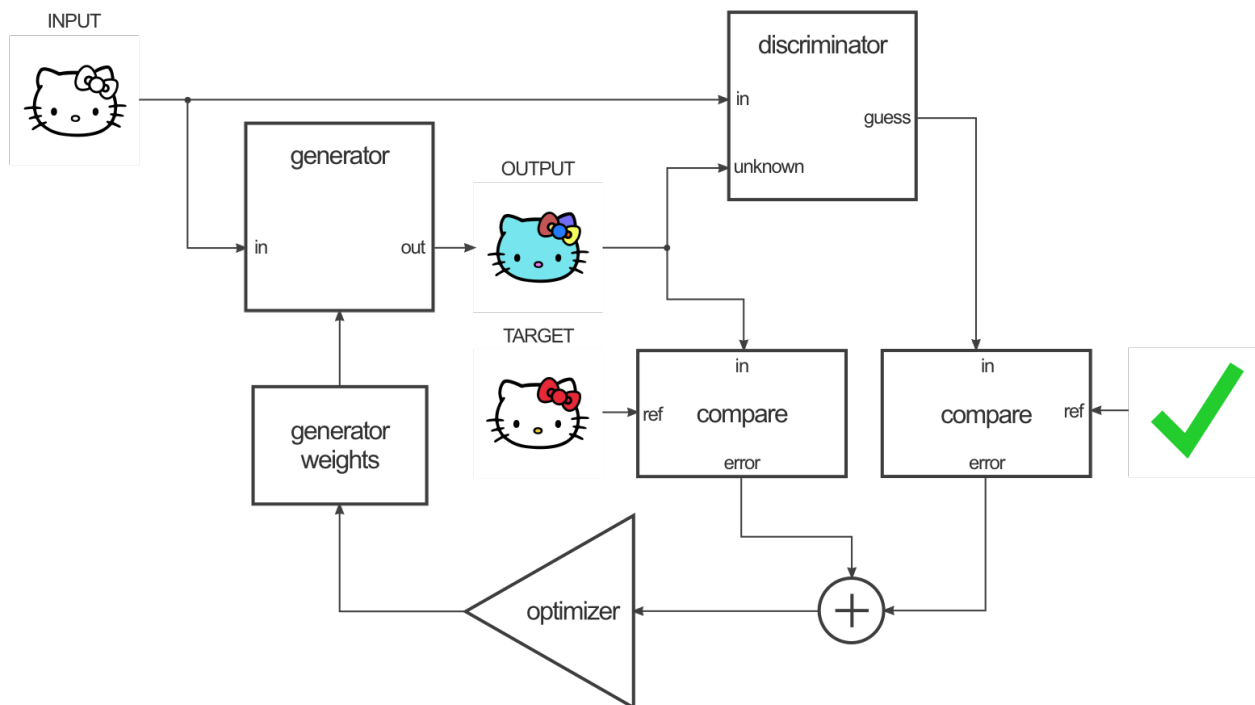 INPUT
discriminator
in
guess
unknown
generator
in
out
OUTPUT
TARGET
in
ref
compare
error
in
compare
ref
error
generator
weights
optimizer
+